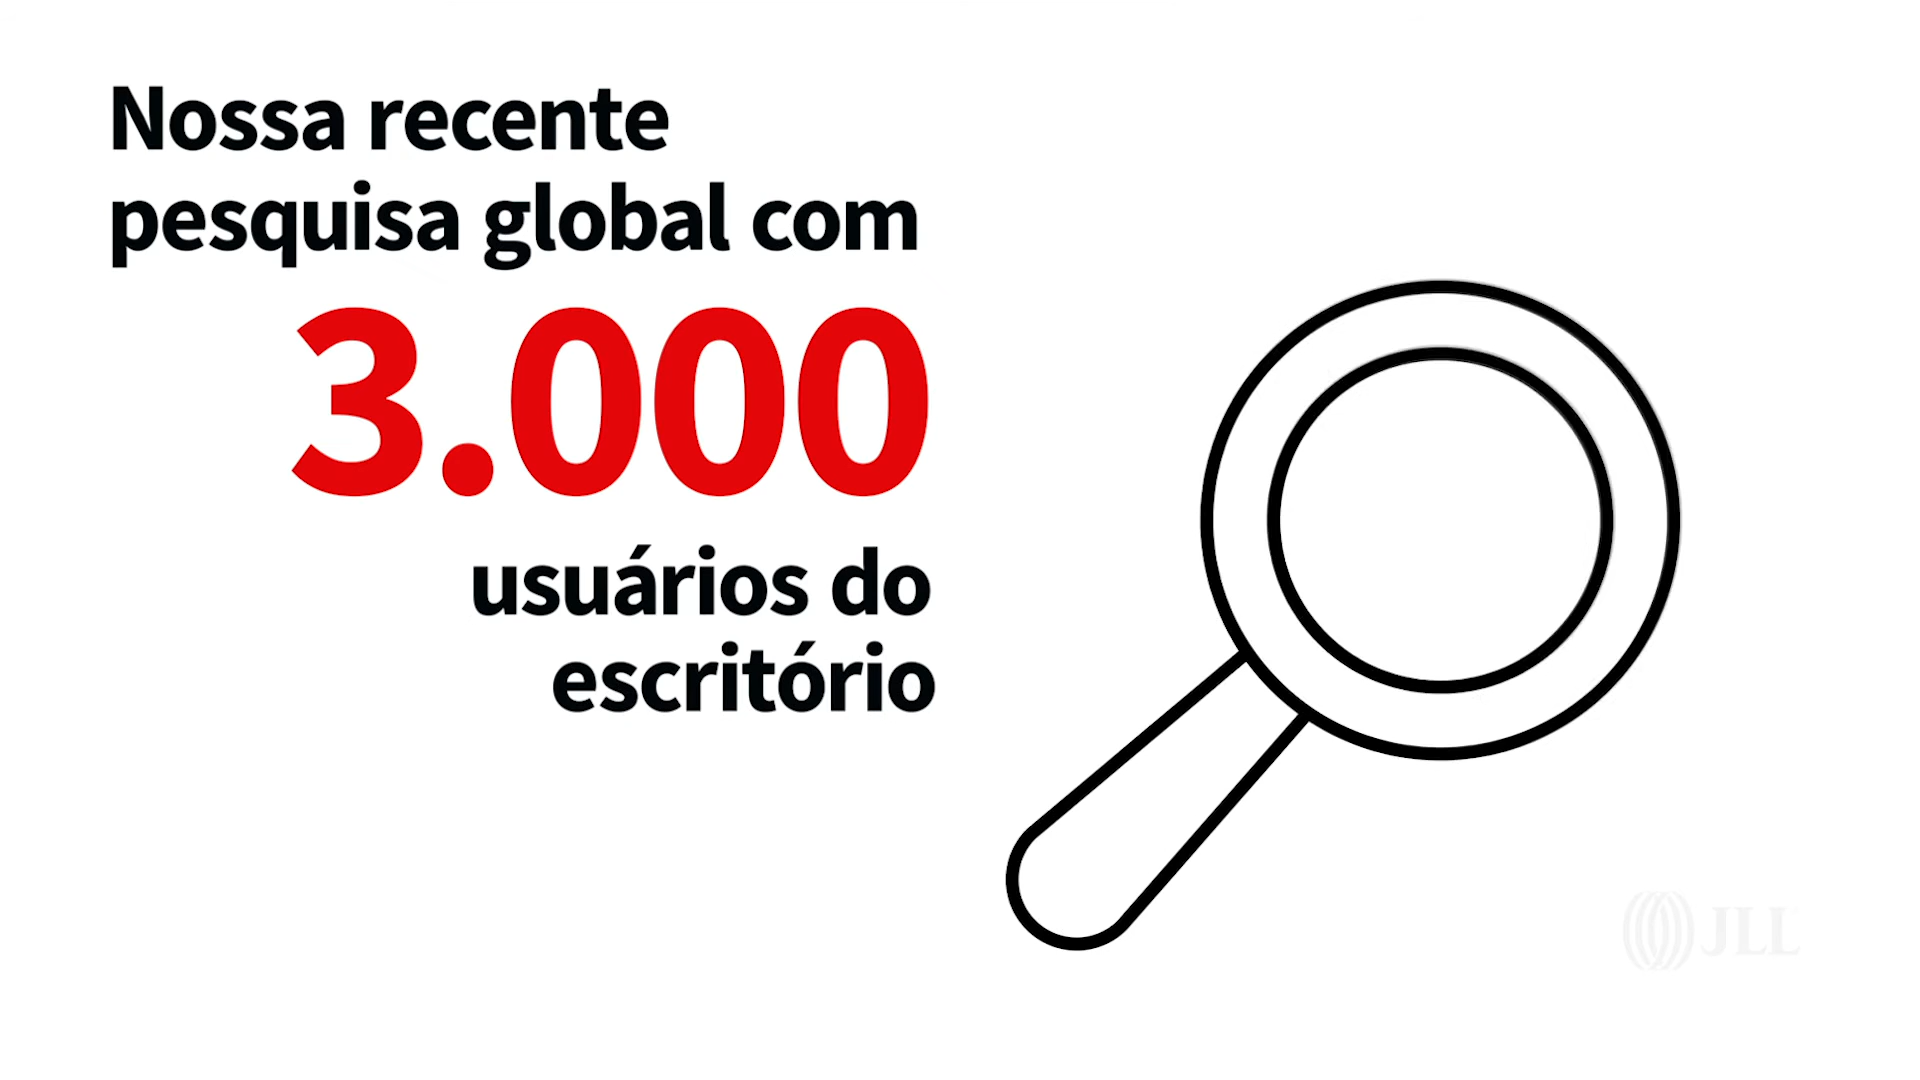 Nossa recente
pesquisa global com
3.000
usuários do
escritório
JLL